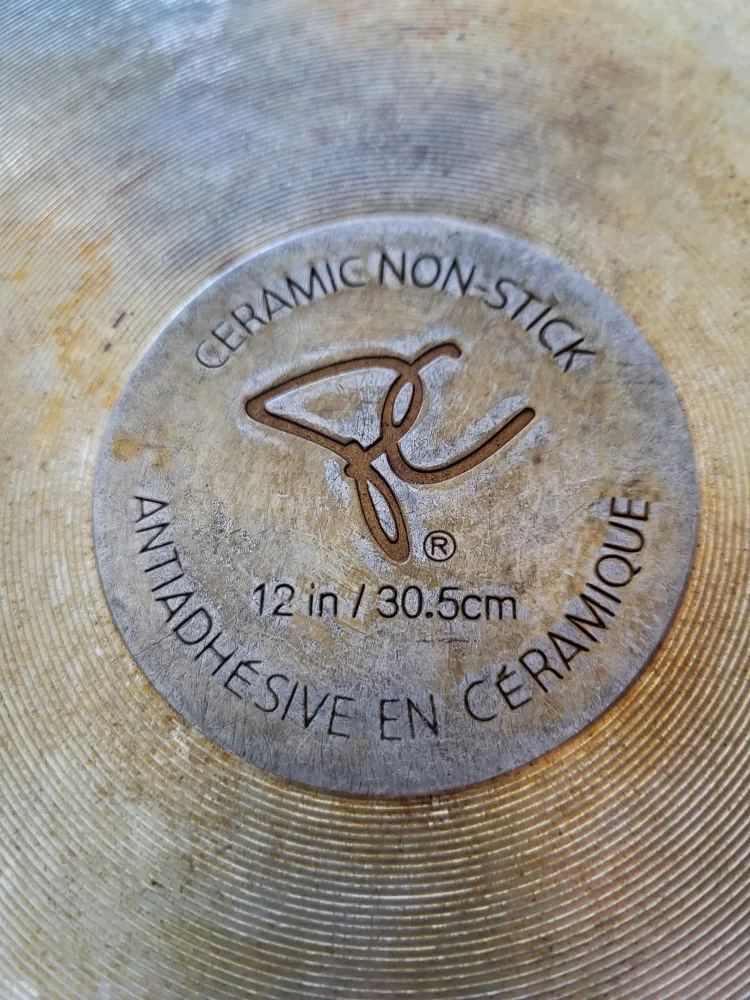 CERAMIC NON-STICK
®
12 in / 30.5cm
ANTIADHÉSIVE EN CÉRAMIQUE